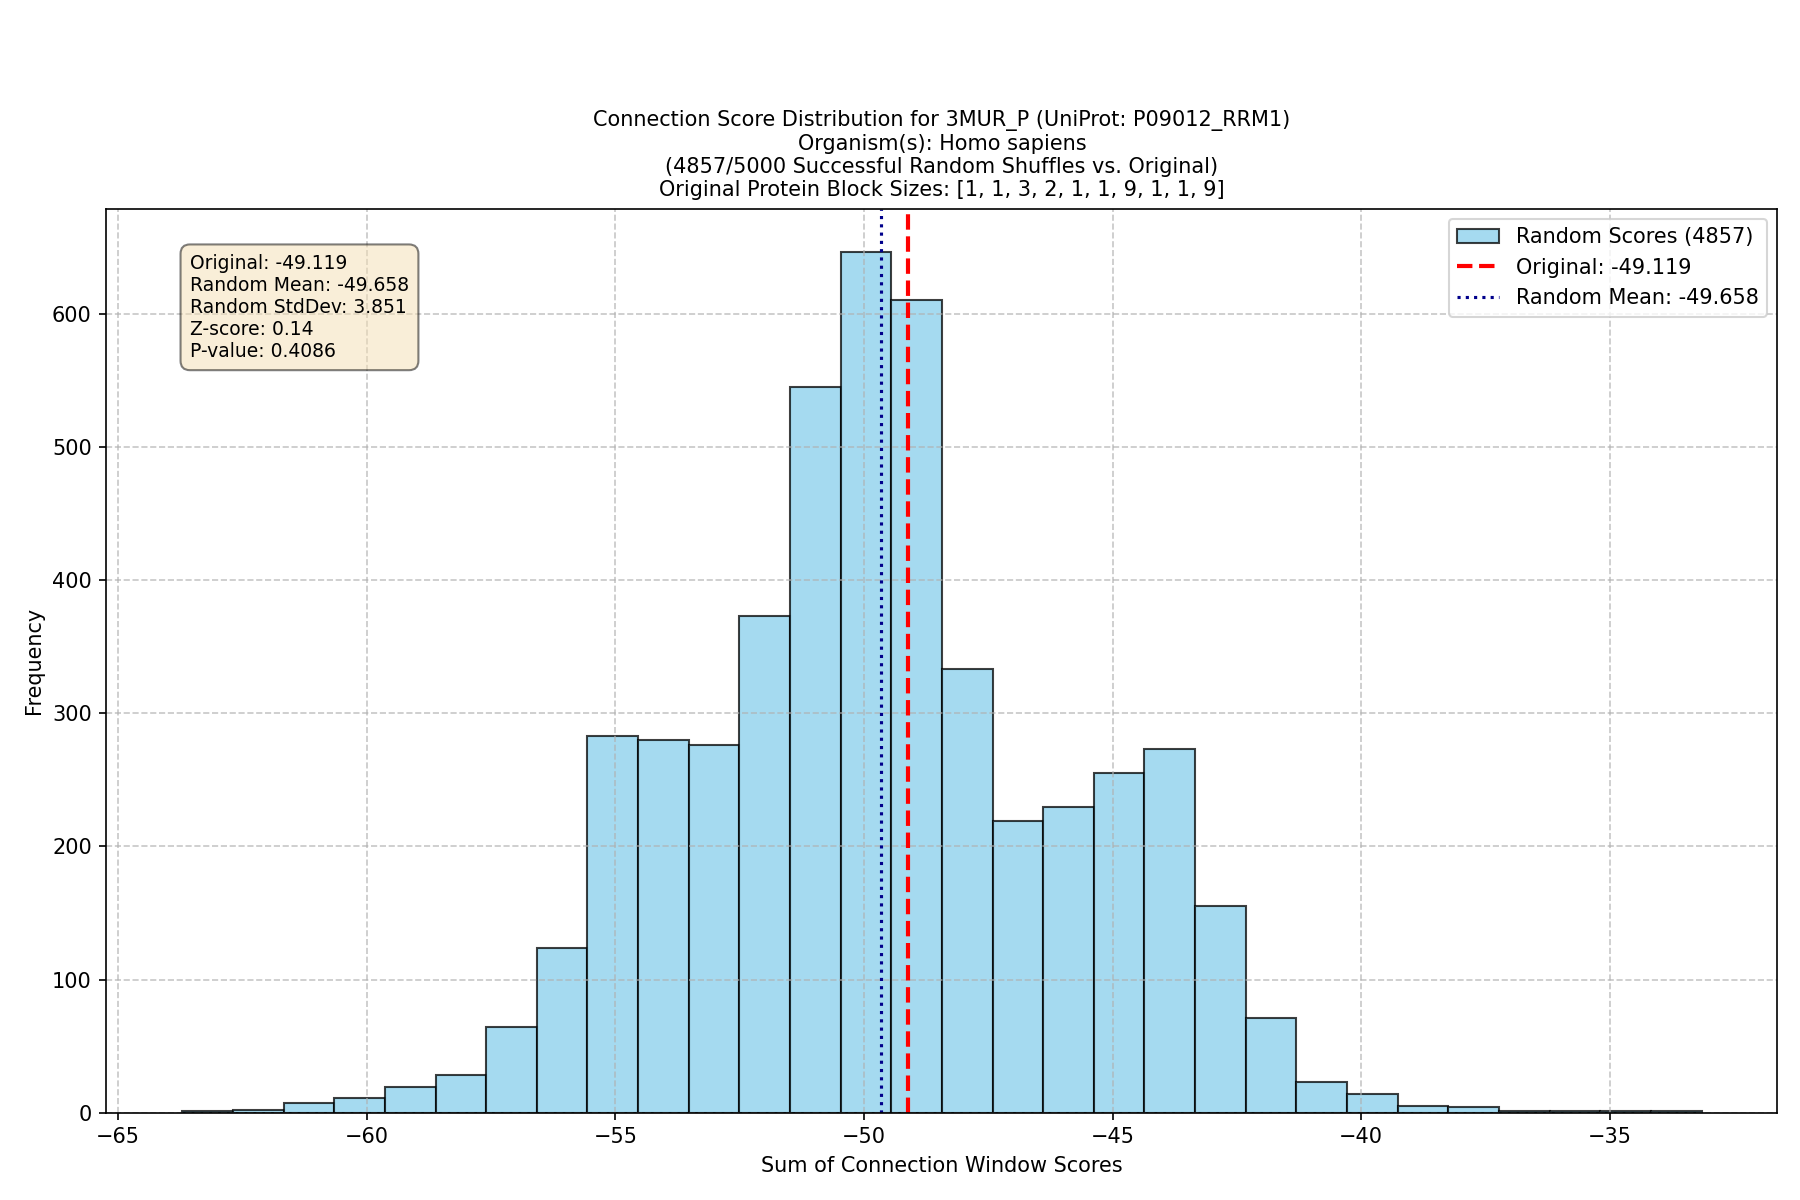 Connection Score Distribution for 3MUR_P (UniProt: P09012_RRM1)
Organism(s): Homo sapiens
(4857/5000 Successful Random Shuffles vs. Original)
Original Protein Block Sizes: [1, 1, 3, 2, 1, 1, 9, 1, 1, 9]
Original: -49.119
Random Mean: -49.658
Random StdDev: 3.851
Z-score: 0.14
P-value: 0.4086
Random Scores (4857)
Original: -49.119
Random Mean: -49.658
Frequency
600
500
400
300
200
100
0
−65 −60 −55 −50 −45 −40 −35
Sum of Connection Window Scores